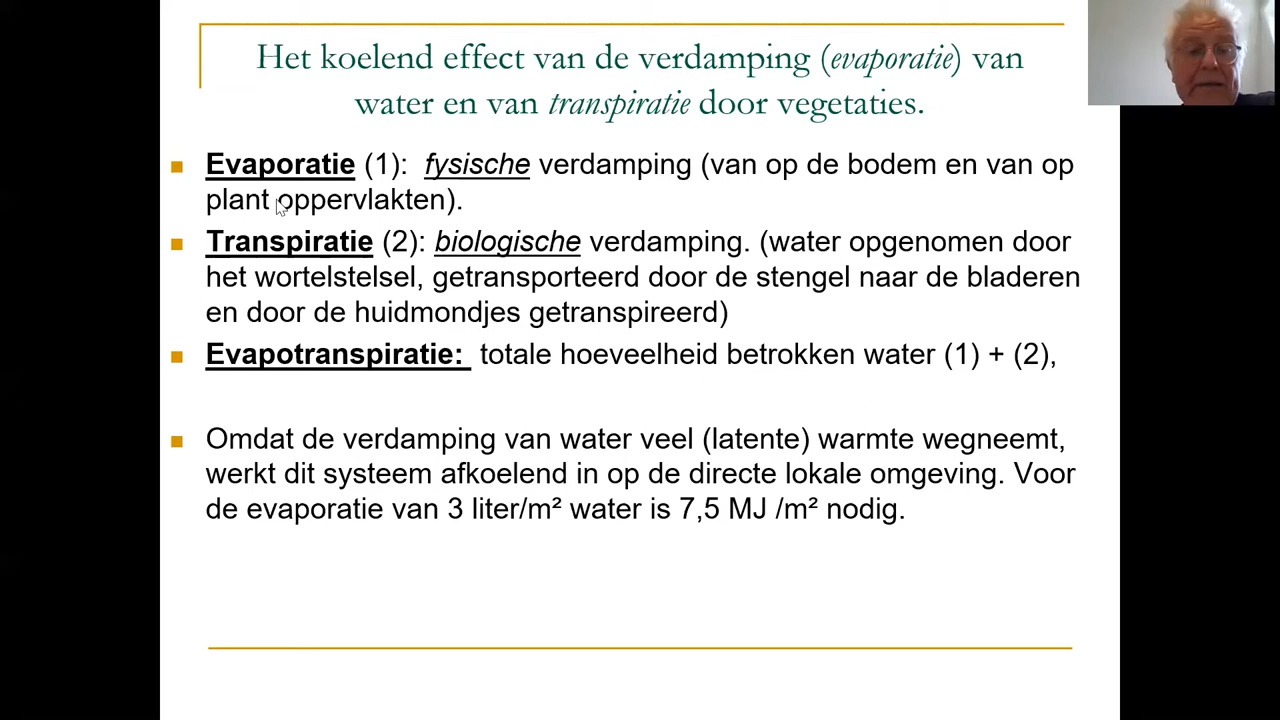 Het koelend effect van de verdamping (evaporatie) van
water en van transpiratie door vegetaties.
Evaporatie (1): fysische verdamping (van op de bodem en van op
plant oppervlakten).
Transpiratie (2): biologische verdamping. (water opgenomen door
het wortelstelsel, getransporteerd door de stengel naar de bladeren
en door de huidmondjes getranspireerd)
Evapotranspiratie: totale hoeveelheid betrokken water (1) + (2),
Omdat de verdamping van water veel (latente) warmte wegneemt,
werkt dit systeem afkoelend in op de directe lokale omgeving. Voor
de evaporatie van 3 liter/m² water is 7,5 MJ /m² nodig.